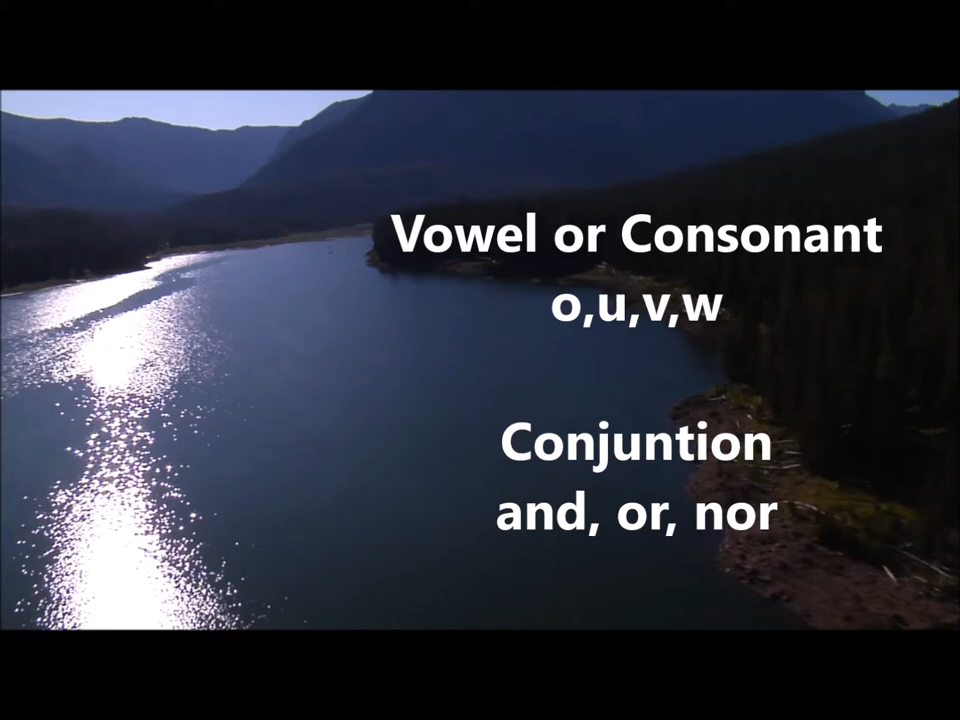 Vowel or Consonant
o,u,v,w
Conjuntion
and, or, nor